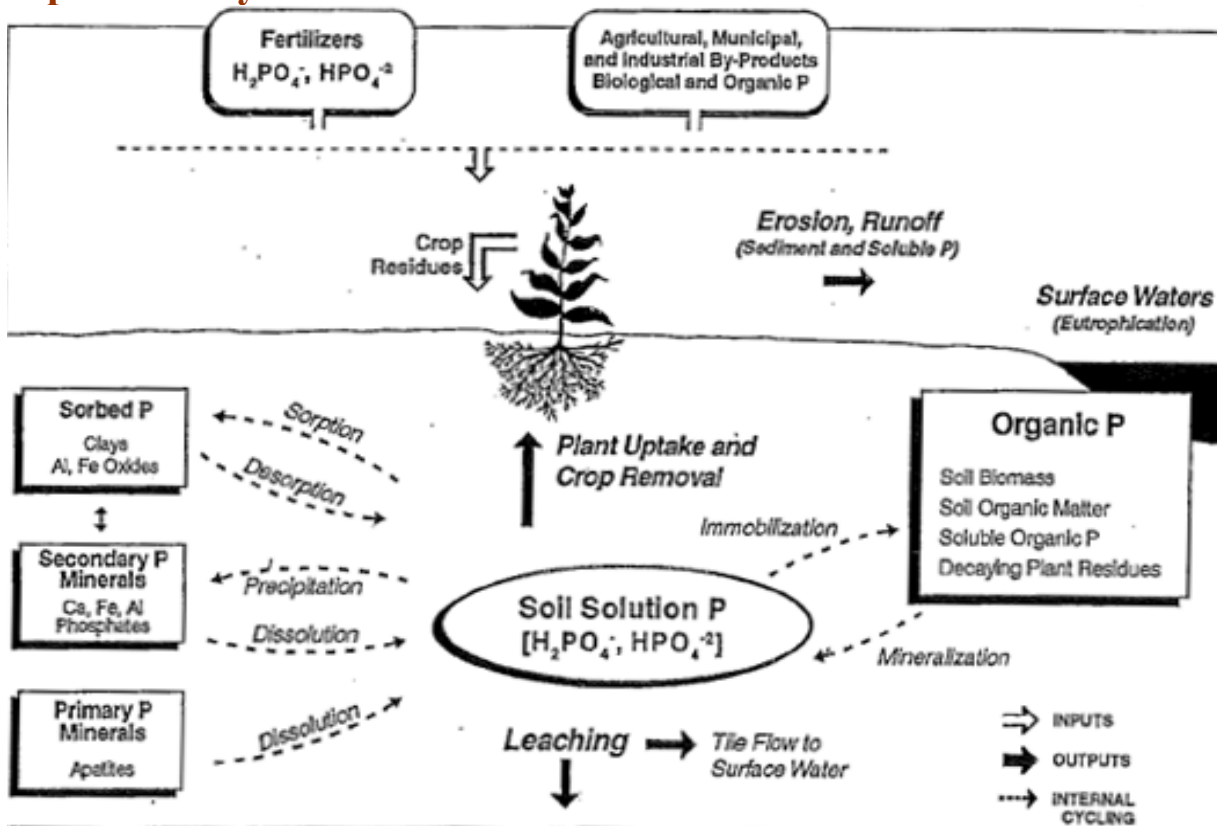 Fertilizers
H₂PO₄⁻, HPO₄⁻²
Agricultural, Municipal,
and Industrial By-Products
Biological and Organic P
Crop
Residues
Erosion, Runoff
(Sediment and Soluble P)
Surface Waters
(Eutrophication)
Sorbed P
Clays
Al, Fe Oxides
Sorption
Desorption
Plant Uptake and
Crop Removal
Organic P
Soil Biomass
Soil Organic Matter
Soluble Organic P
Decaying Plant Residues
Immobilization
Secondary P
Minerals
Ca, Fe, Al
Phosphates
Precipitation
Dissolution
Soil Solution P
[H₂PO₄⁻, HPO₄⁻²]
Mineralization
Primary P
Minerals
Apatites
Dissolution
Leaching
Tile Flow to
Surface Water
INPUTS
OUTPUTS
INTERNAL
CYCLING